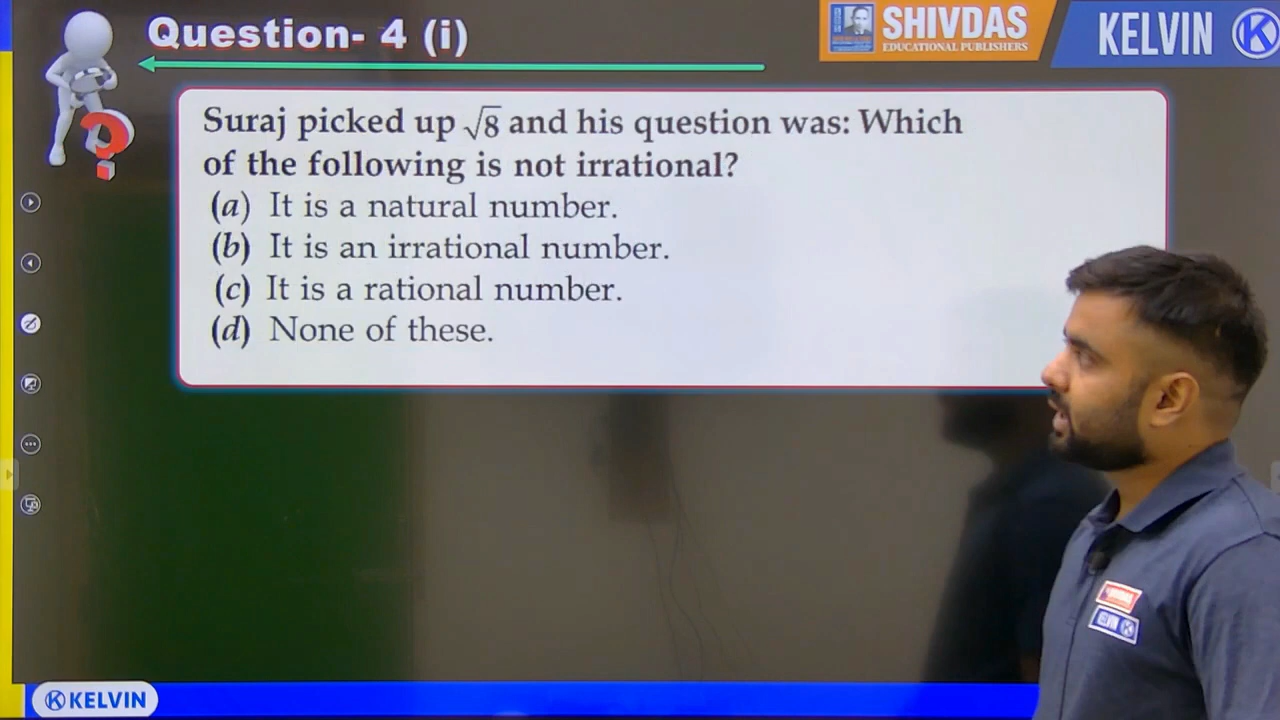 Question- 4 (i)
SHIVDAS
EDUCATIONAL PUBLISHERS
KELVIN
Suraj picked up √8 and his question was: Which
of the following is not irrational?
(a) It is a natural number.
(b) It is an irrational number.
(c) It is a rational number.
(d) None of these.
KELVIN
KELVIN